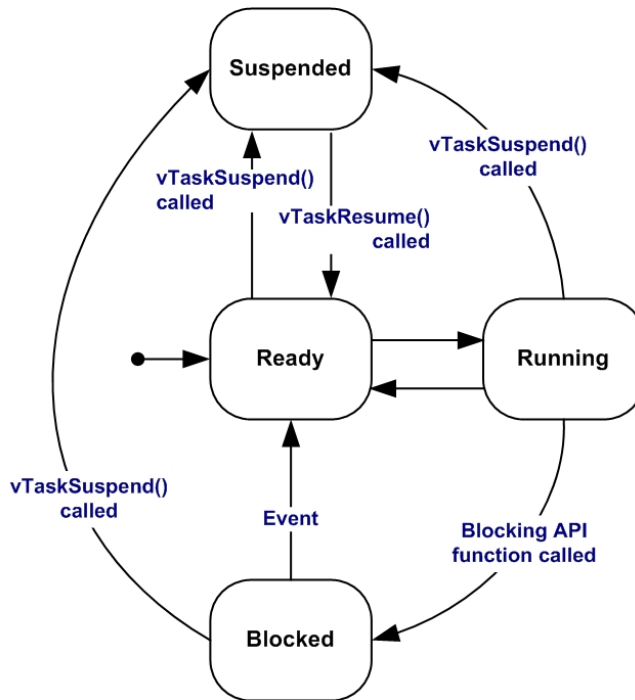 Suspended
vTaskSuspend()
called
vTaskSuspend()
called
vTaskResume()
called
Ready
Running
vTaskSuspend()
called
Event
Blocking API
function called
Blocked